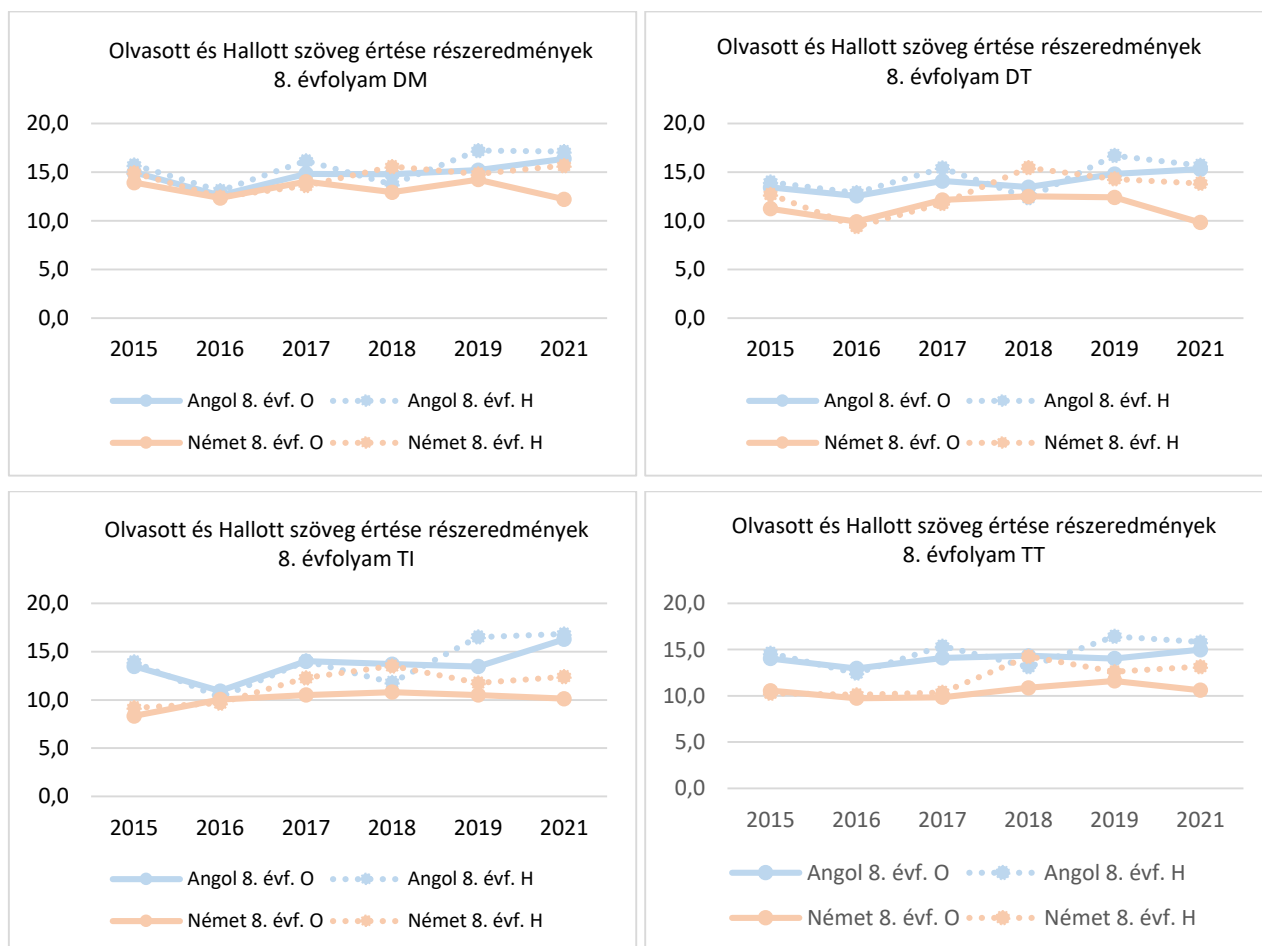 Olvasott és Hallott szöveg értése részeredmények
8. évfolyam DM
20,0
15,0
10,0
5,0
0,0
2015 2016 2017 2018 2019 2021
Angol 8. évf. O Angol 8. évf. H
Német 8. évf. O Német 8. évf. H
Olvasott és Hallott szöveg értése részeredmények
8. évfolyam DT
20,0
15,0
10,0
5,0
0,0
2015 2016 2017 2018 2019 2021
Angol 8. évf. O Angol 8. évf. H
Német 8. évf. O Német 8. évf. H
Olvasott és Hallott szöveg értése részeredmények
8. évfolyam TI
20,0
15,0
10,0
5,0
0,0
2015 2016 2017 2018 2019 2021
Angol 8. évf. O Angol 8. évf. H
Német 8. évf. O Német 8. évf. H
Olvasott és Hallott szöveg értése részeredmények
8. évfolyam TT
20,0
15,0
10,0
5,0
0,0
2015 2016 2017 2018 2019 2021
Angol 8. évf. O Angol 8. évf. H
Német 8. évf. O Német 8. évf. H